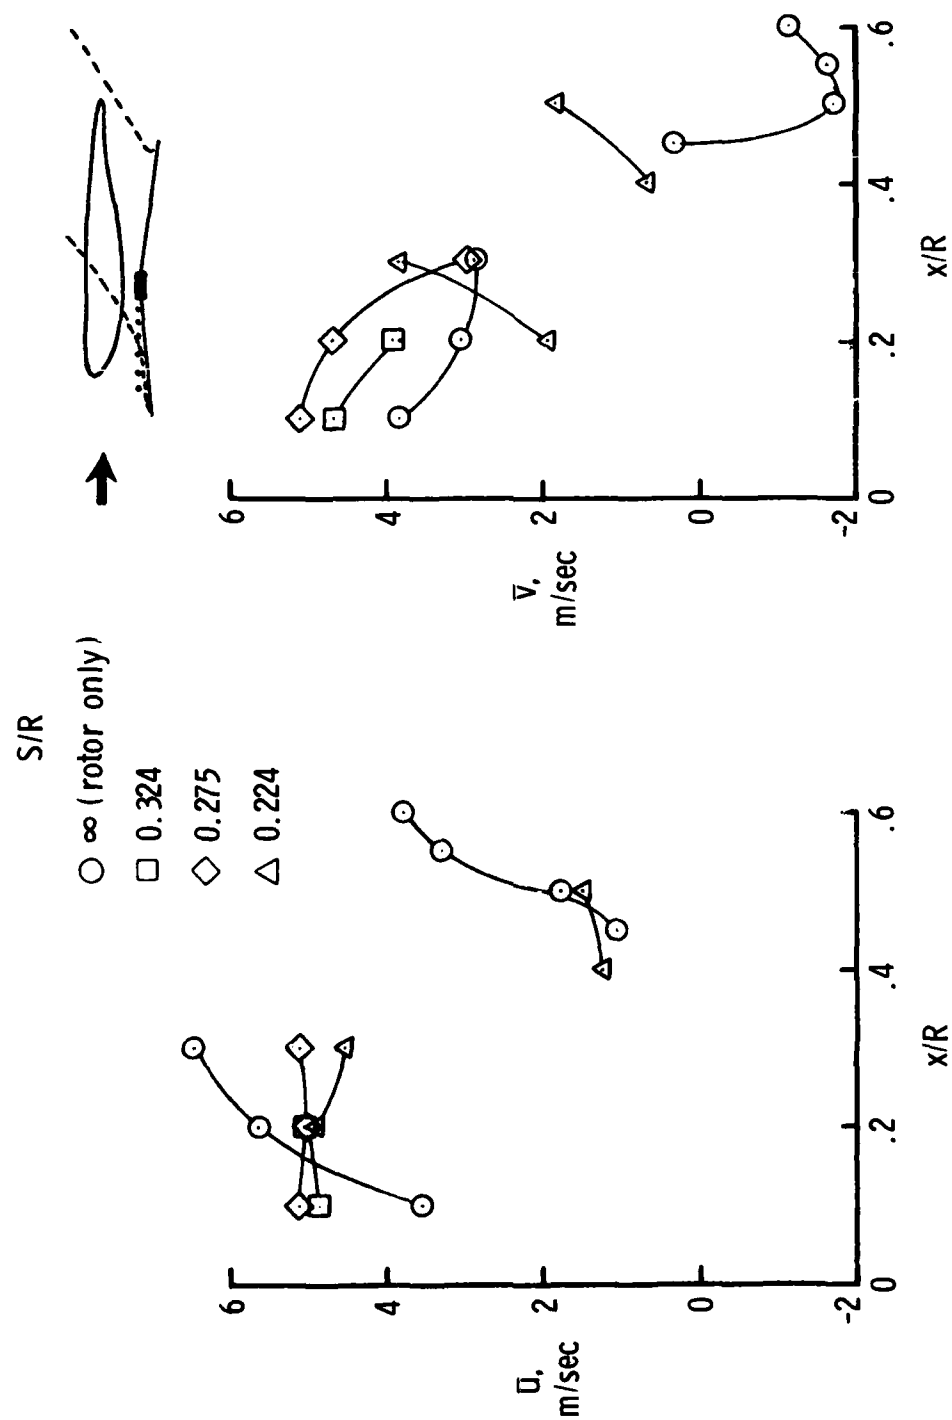 S/R
∞ (rotor only)
0.324
0.275
0.224
6
4
2
0
-2
u̅,
m/sec
0
.2
.4
.6
x/R
6
4
2
0
-2
v̅,
m/sec
0
.2
.4
.6
x/R